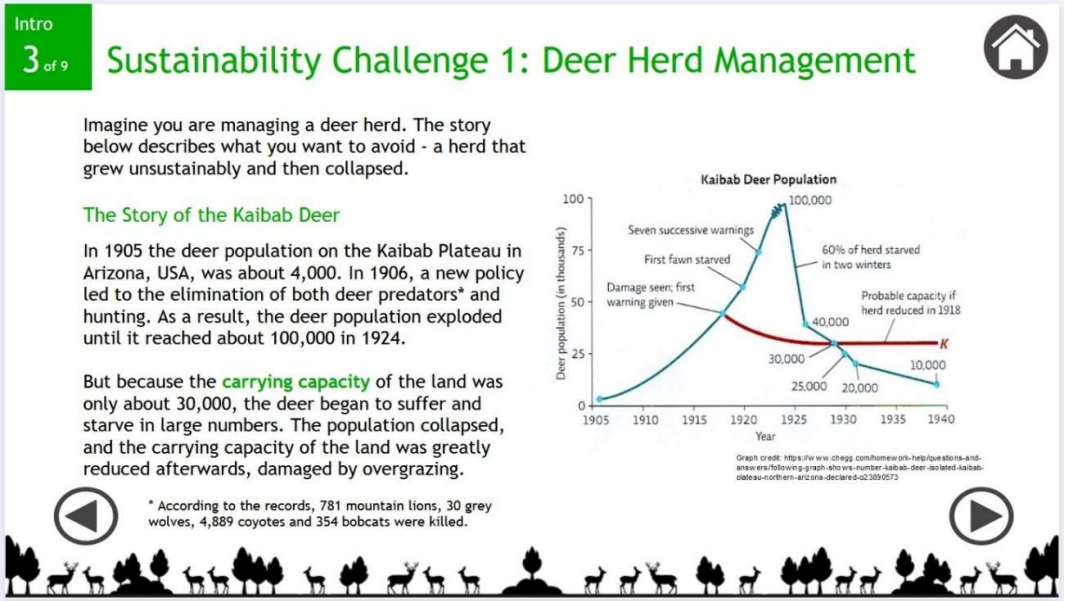 Intro
3 of 9
Sustainability Challenge 1: Deer Herd Management
Imagine you are managing a deer herd. The story
below describes what you want to avoid - a herd that
grew unsustainably and then collapsed.
The Story of the Kaibab Deer
In 1905 the deer population on the Kaibab Plateau in
Arizona, USA, was about 4,000. In 1906, a new policy
led to the elimination of both deer predators* and
hunting. As a result, the deer population exploded
until it reached about 100,000 in 1924.
But because the carrying capacity of the land was
only about 30,000, the deer began to suffer and
starve in large numbers. The population collapsed,
and the carrying capacity of the land was greatly
reduced afterwards, damaged by overgrazing.
* According to the records, 781 mountain lions, 30 grey
wolves, 4,889 coyotes and 354 bobcats were killed.
Kaibab Deer Population
Deer population (in thousands)
100
75
50
25
0
100,000
Seven successive warnings
60% of herd starved
in two winters
First fawn starved
Damage seen; first
warning given
Probable capacity if
herd reduced in 1918
40,000
K
30,000
10,000
25,000
20,000
1905 1910 1915 1920 1925 1930 1935 1940
Year
Graph credit: https://www.chegg.com/homework-help/questions-and-
answers/following-graph-shows-number-kaibab-deer-isolated-kaibab-
plateau-northern-arizona-declared-q23890573